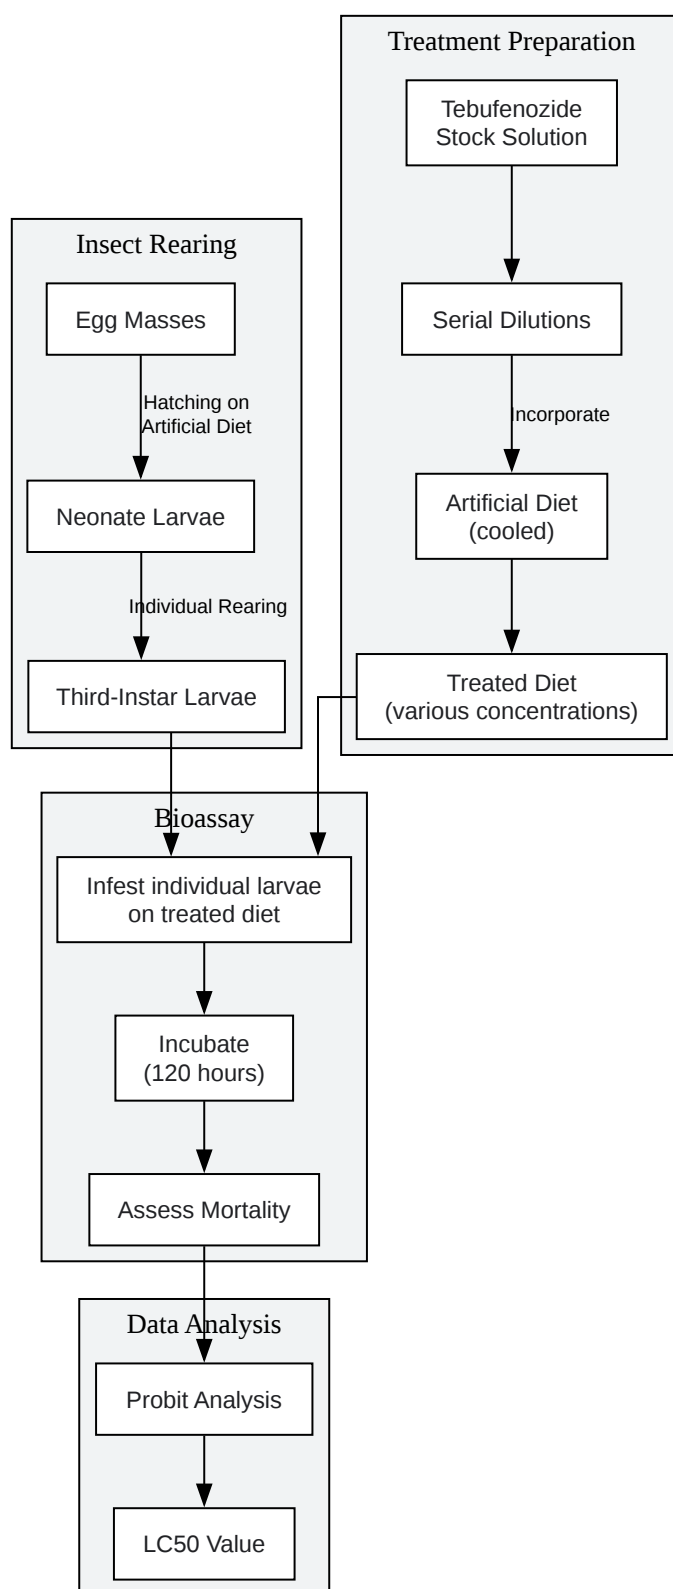 Treatment Preparation
Tebufenozide
Stock Solution
Serial Dilutions
Incorporate
Artificial Diet
(cooled)
Treated Diet
(various concentrations)
Insect Rearing
Egg Masses
Hatching on
Artificial Diet
Neonate Larvae
Individual Rearing
Third-Instar Larvae
Bioassay
Infest individual larvae
on treated diet
Incubate
(120 hours)
Assess Mortality
Data Analysis
Probit Analysis
LC50 Value